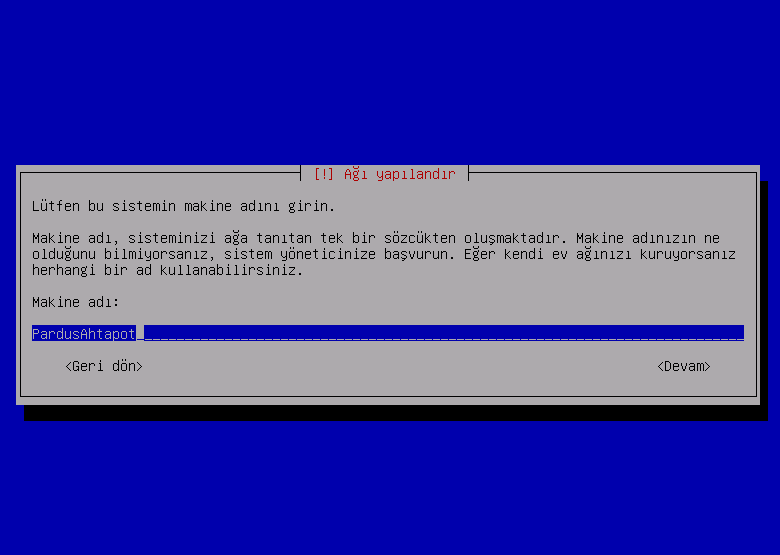 [!] Ağı yapılandır
Lütfen bu sistemin makine adını girin.
Makine adı, sisteminizi ağa tanıtan tek bir sözcükten oluşmaktadır. Makine adınızın ne
olduğunu bilmiyorsanız, sistem yöneticinize başvurun. Eğer kendi ev ağınızı kuruyorsanız
herhangi bir ad kullanabilirsiniz.
Makine adı:
PardusAhtapot
<Geri dön> <Devam>